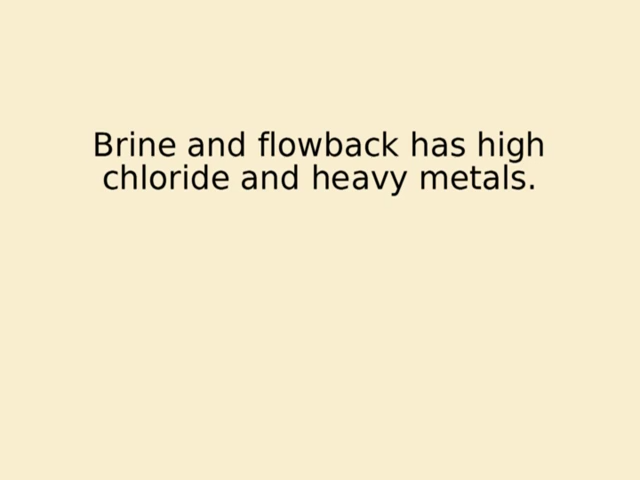 Brine and flowback has high
chloride and heavy metals.